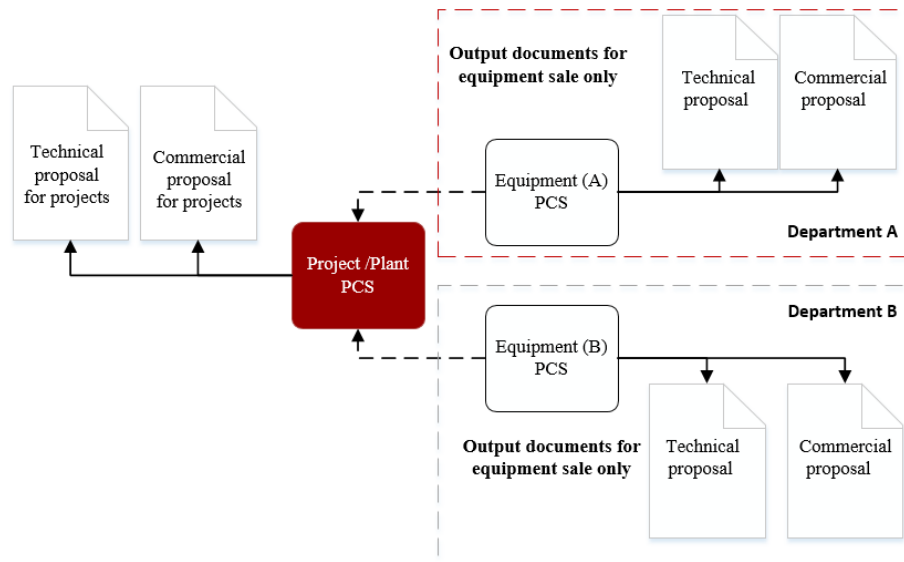 Output documents for
equipment sale only
Technical
proposal
Commercial
proposal
Technical
proposal
for projects
Commercial
proposal
for projects
Equipment (A)
PCS
Department A
Project /Plant
PCS
Department B
Equipment (B)
PCS
Output documents for
equipment sale only
Technical
proposal
Commercial
proposal